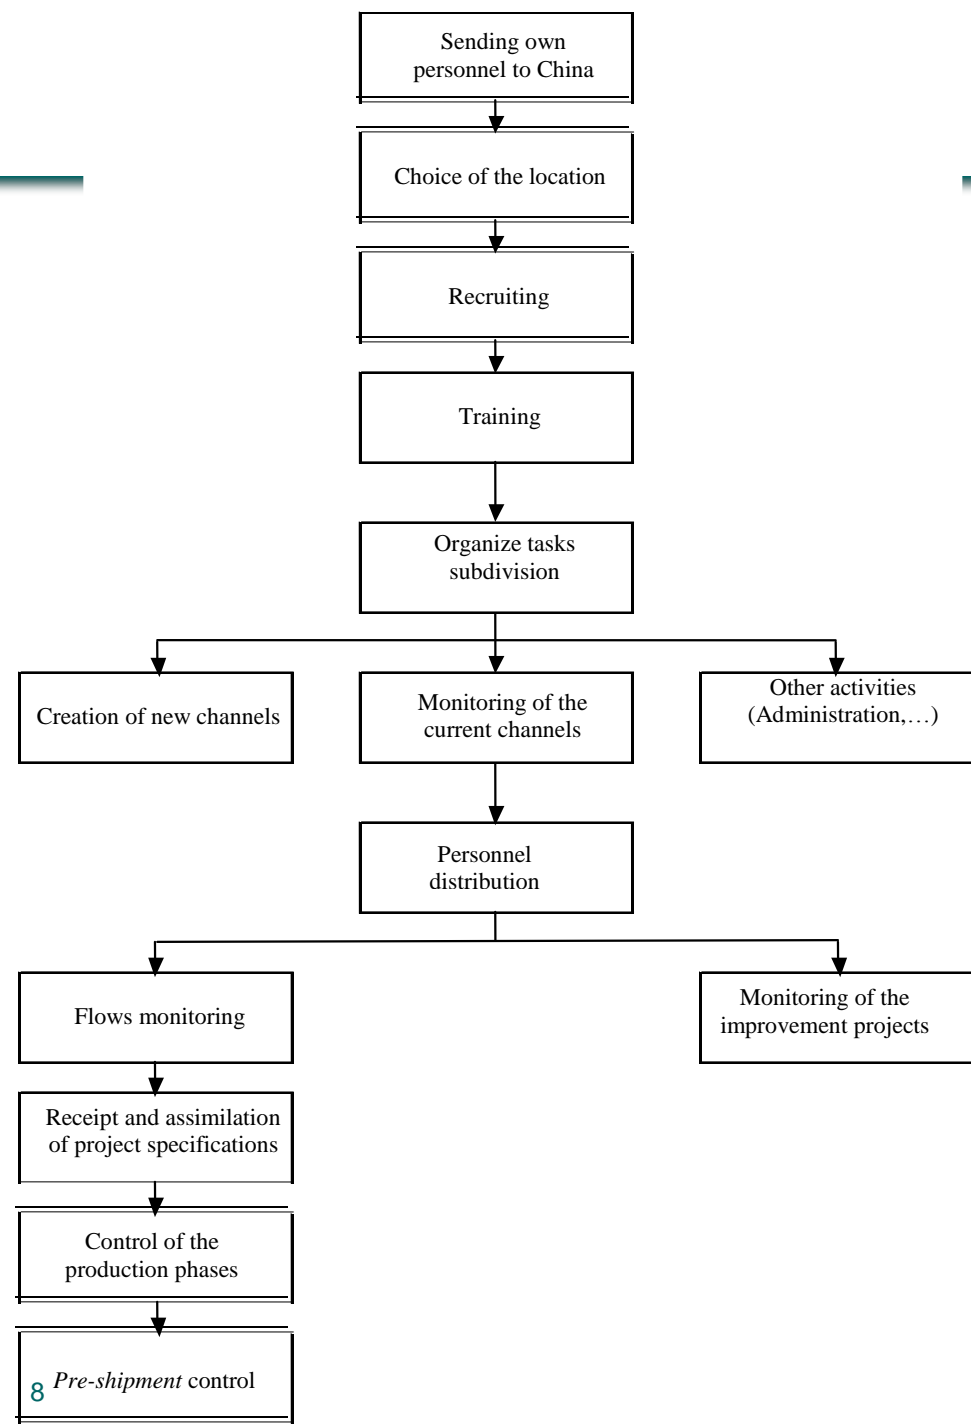 Sending own
personnel to China
Choice of the location
Recruiting
Training
Organize tasks
subdivision
Creation of new channels
Monitoring of the
current channels
Other activities
(Administration,…)
Personnel
distribution
Flows monitoring
Monitoring of the
improvement projects
Receipt and assimilation
of project specifications
Control of the
production phases
8 Pre-shipment control